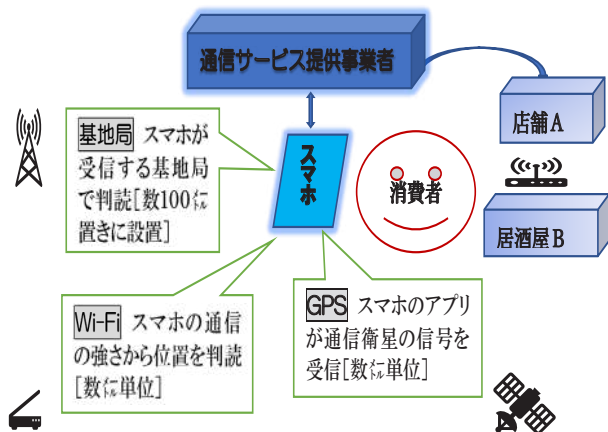 通信サービス提供事業者
店舗A
基地局 スマホが
受信する基地局
で判読[数100㍍
置きに設置]
スマホ
消費者
居酒屋B
Wi-Fi スマホの通信
の強さから位置を判読
[数㍍単位]
GPS スマホのアプリ
が通信衛星の信号を
受信[数㍍単位]